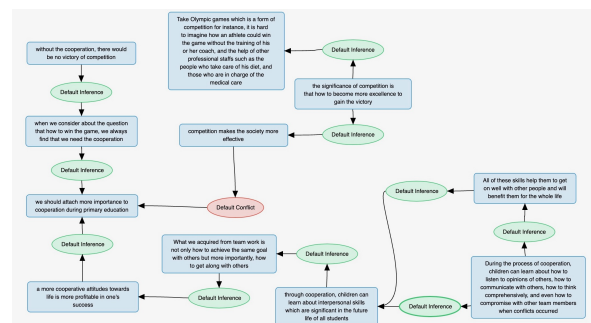 Take Olympic games which is a form of
competition for instance, it is hard
to imagine how an athlete could win
the game without the training of his
or her coach, and the help of other
professional staffs such as the
people who take care of his diet, and
those who are in charge of the
medical care
without the cooperation, there would
be no victory of competition
Default Inference
Default Inference
the significance of competition is
that how to become more excellence to
gain the victory
when we consider about the question
that how to win the game, we always
find that we need the cooperation
competition makes the society more
effective
Default Inference
Default Inference
we should attach more importance to
cooperation during primary education
Default Conflict
Default Inference
All of these skills help them to get
on well with other people and will
benefit them for the whole life
Default Inference
What we acquired from team work is
not only how to achieve the same goal
with others but more importantly, how
to get along with others
Default Inference
Default Inference
a more cooperative attitudes towards
life is more profitable in one's
success
Default Inference
through cooperation, children can
learn about interpersonal skills
which are significant in the future
life of all students
Default Inference
During the process of cooperation,
children can learn about how to
listen to opinions of others, how to
communicate with others, how to think
comprehensively, and even how to
compromise with other team members
when conflicts occurred